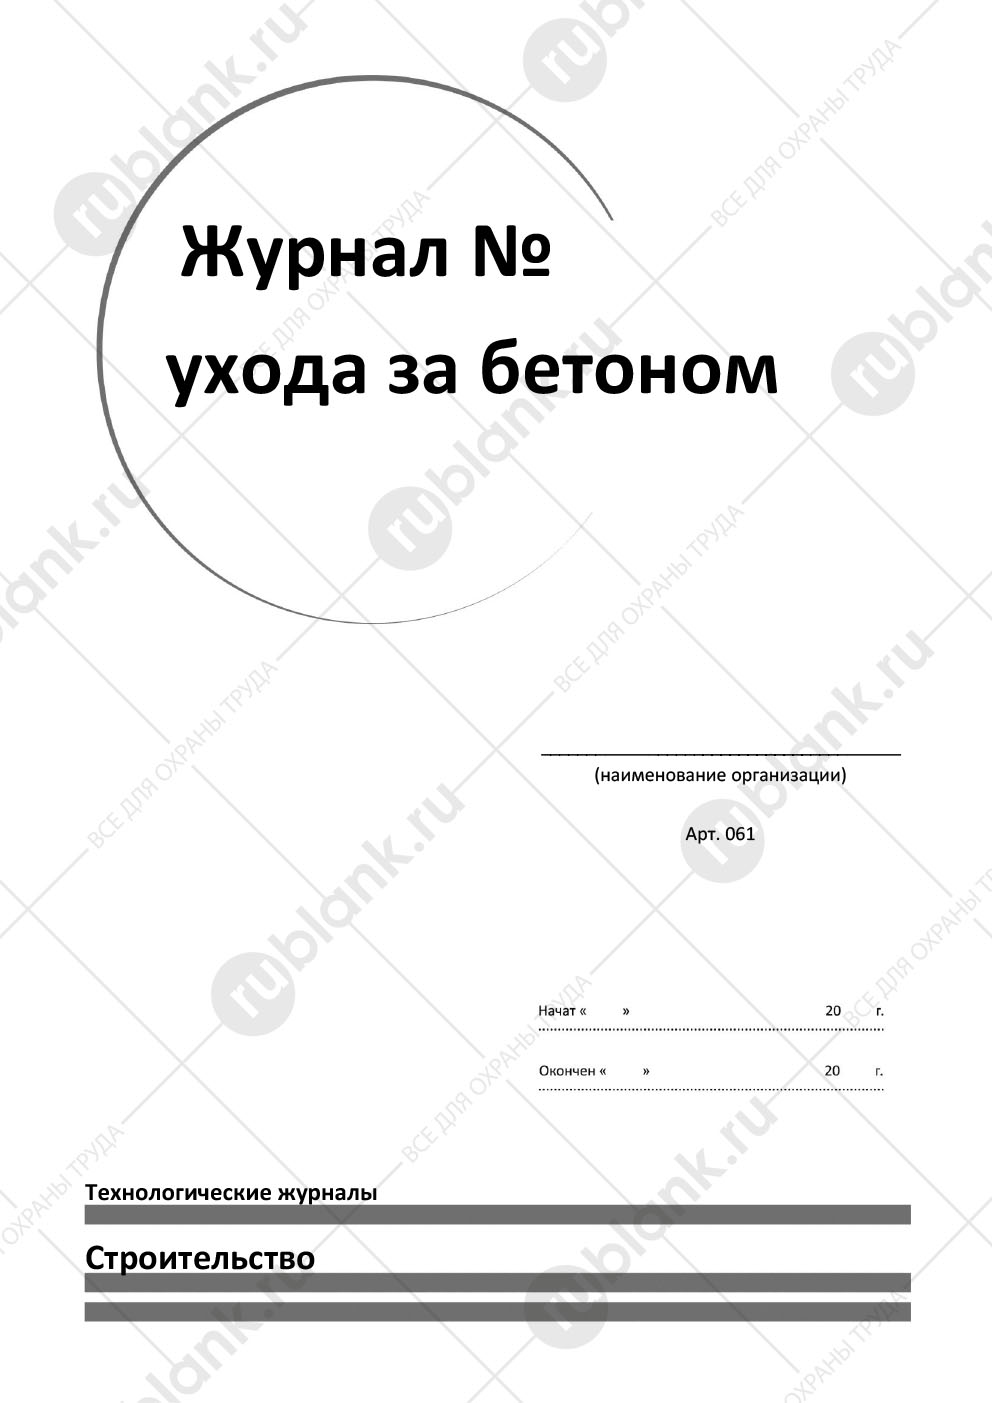 Журнал №
ухода за бетоном
(наименование организации)
Арт. 061
Начат « » 20 г.
Окончен « » 20 г.
Технологические журналы
Строительство
rublank.ru
ВСЕ ДЛЯ ОХРАНЫ ТРУДА